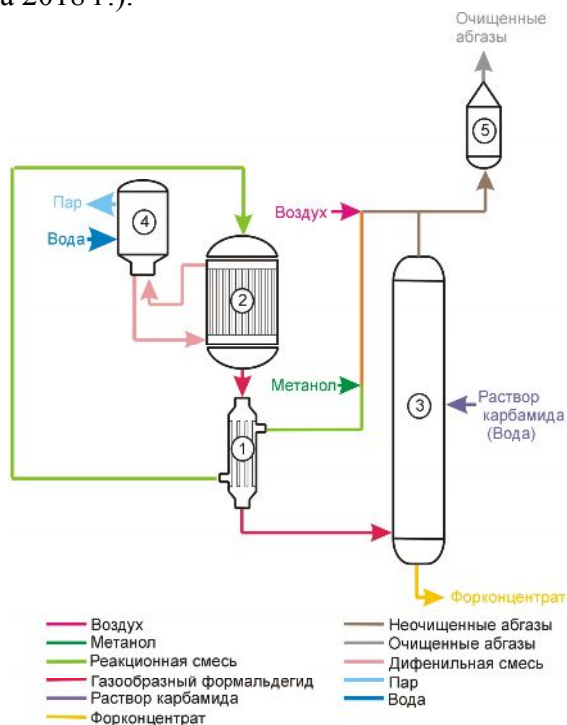 а 2018 г.).
Очищенные
абгазы
5
Пар
4
Вода
Воздух
2
Метанол
3
Раствор
карбамида
(Вода)
1
Форконцентрат
Воздух
Метанол
Реакционная смесь
Газообразный формальдегид
Раствор карбамида
Форконцентрат
Неочищенные абгазы
Очищенные абгазы
Дифенильная смесь
Пар
Вода